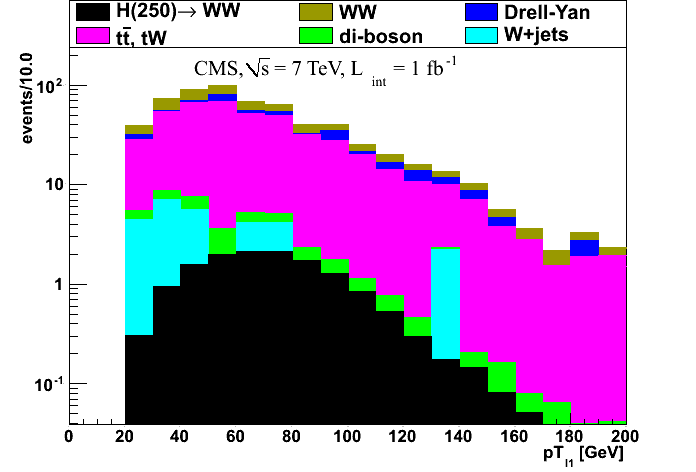 H(250)→ WW WW Drell-Yan
tt̄, tW di-boson W+jets
CMS, √s = 7 TeV, L int = 1 fb-1
events/10.0
10²
10
1
10-1
0 20 40 60 80 100 120 140 160 180 200
pT l1 [GeV]